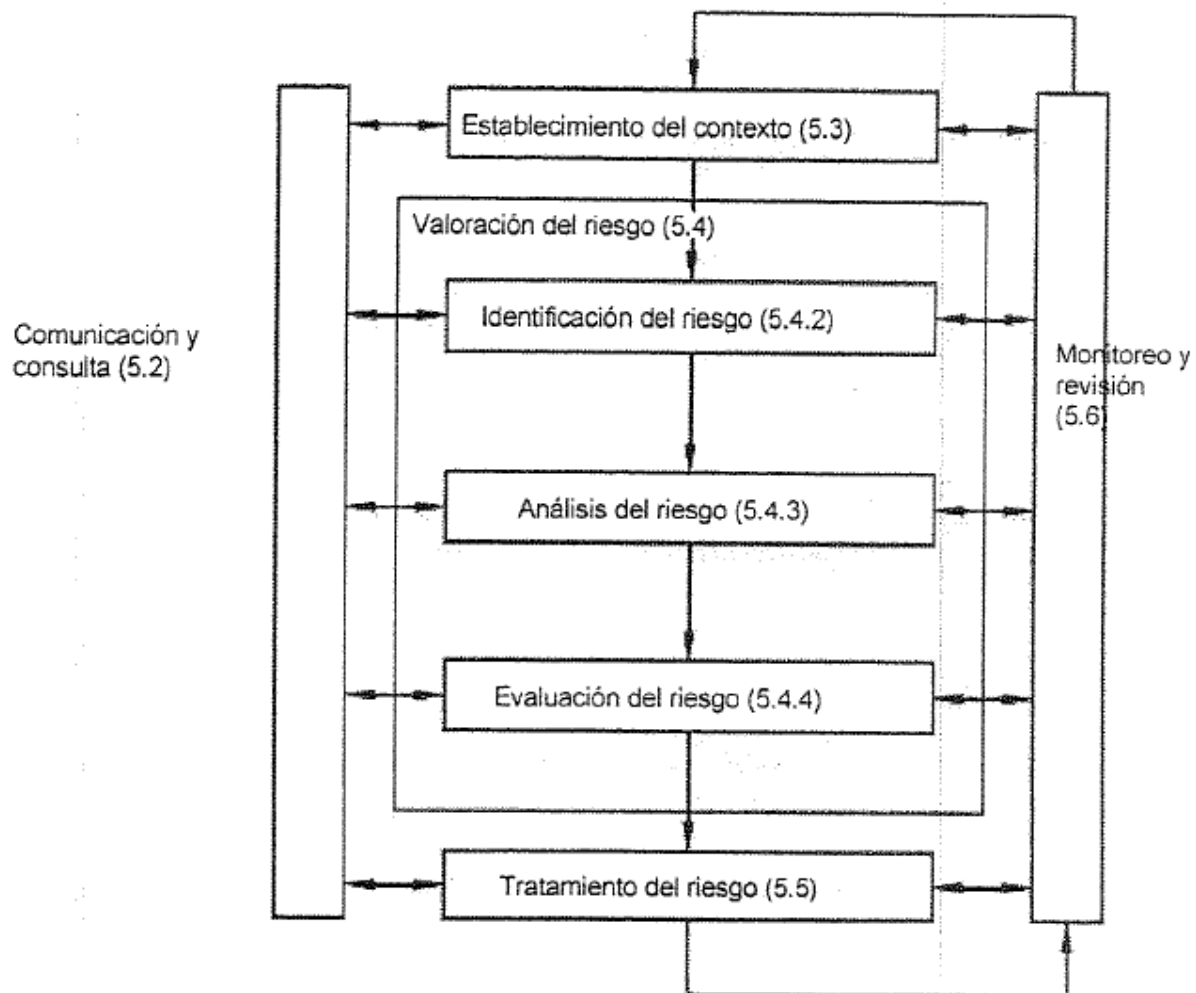 Establecimiento del contexto (5.3)
Valoración del riesgo (5.4)
Identificación del riesgo (5.4.2)
Comunicación y
consulta (5.2)
Monitoreo y
revisión
(5.6)
Análisis del riesgo (5.4.3)
Evaluación del riesgo (5.4.4)
Tratamiento del riesgo (5.5)